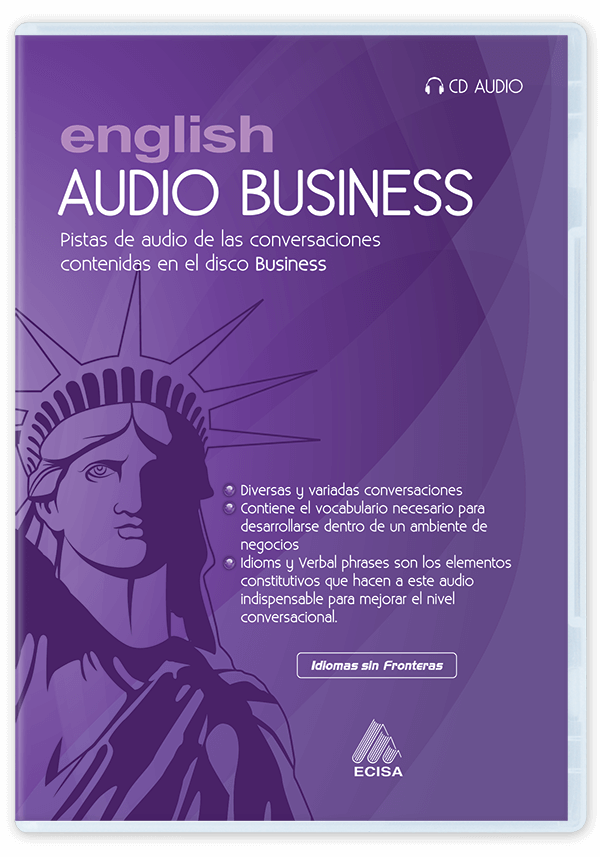 CD AUDIO
english
AUDIO BUSINESS
Pistas de audio de las conversaciones
contenidas en el disco Business
Diversas y variadas conversaciones
Contiene el vocabulario necesario para
desarrollarse dentro de un ambiente de
negocios
Idioms y Verbal phrases son los elementos
constitutivos que hacen a este audio
indispensable para mejorar el nivel
conversacional.
Idiomas sin Fronteras
ECISA